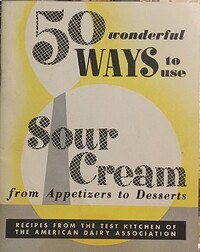 50 wonderful
WAYS to
use
Sour
Cream
from Appetizers to Desserts
RECIPES FROM THE TEST KITCHEN OF
THE AMERICAN DAIRY ASSOCIATION